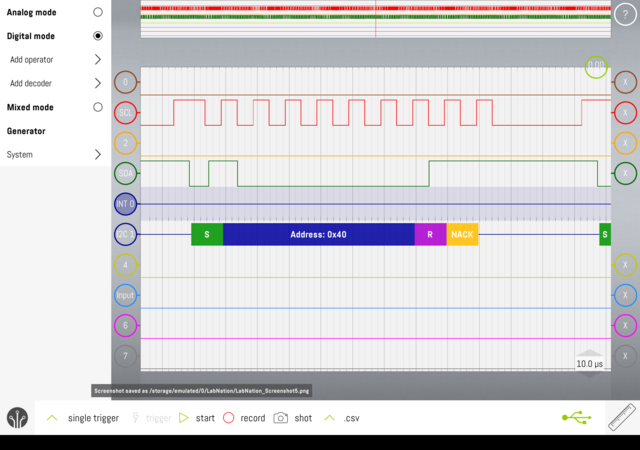 Analog mode
Digital mode
Add operator
Add decoder
Mixed mode
Generator
System
?
0.00
0 X
SCL X
2 X
SDA X
INT 0
S Address: 0x40 R NACK S
4 X
Input X
6 X
7 X
10.0 µs
Screenshot saved as /storage/emulated/0/LabNation/LabNation_Screenshot5.png
single trigger trigger start record shot .csv